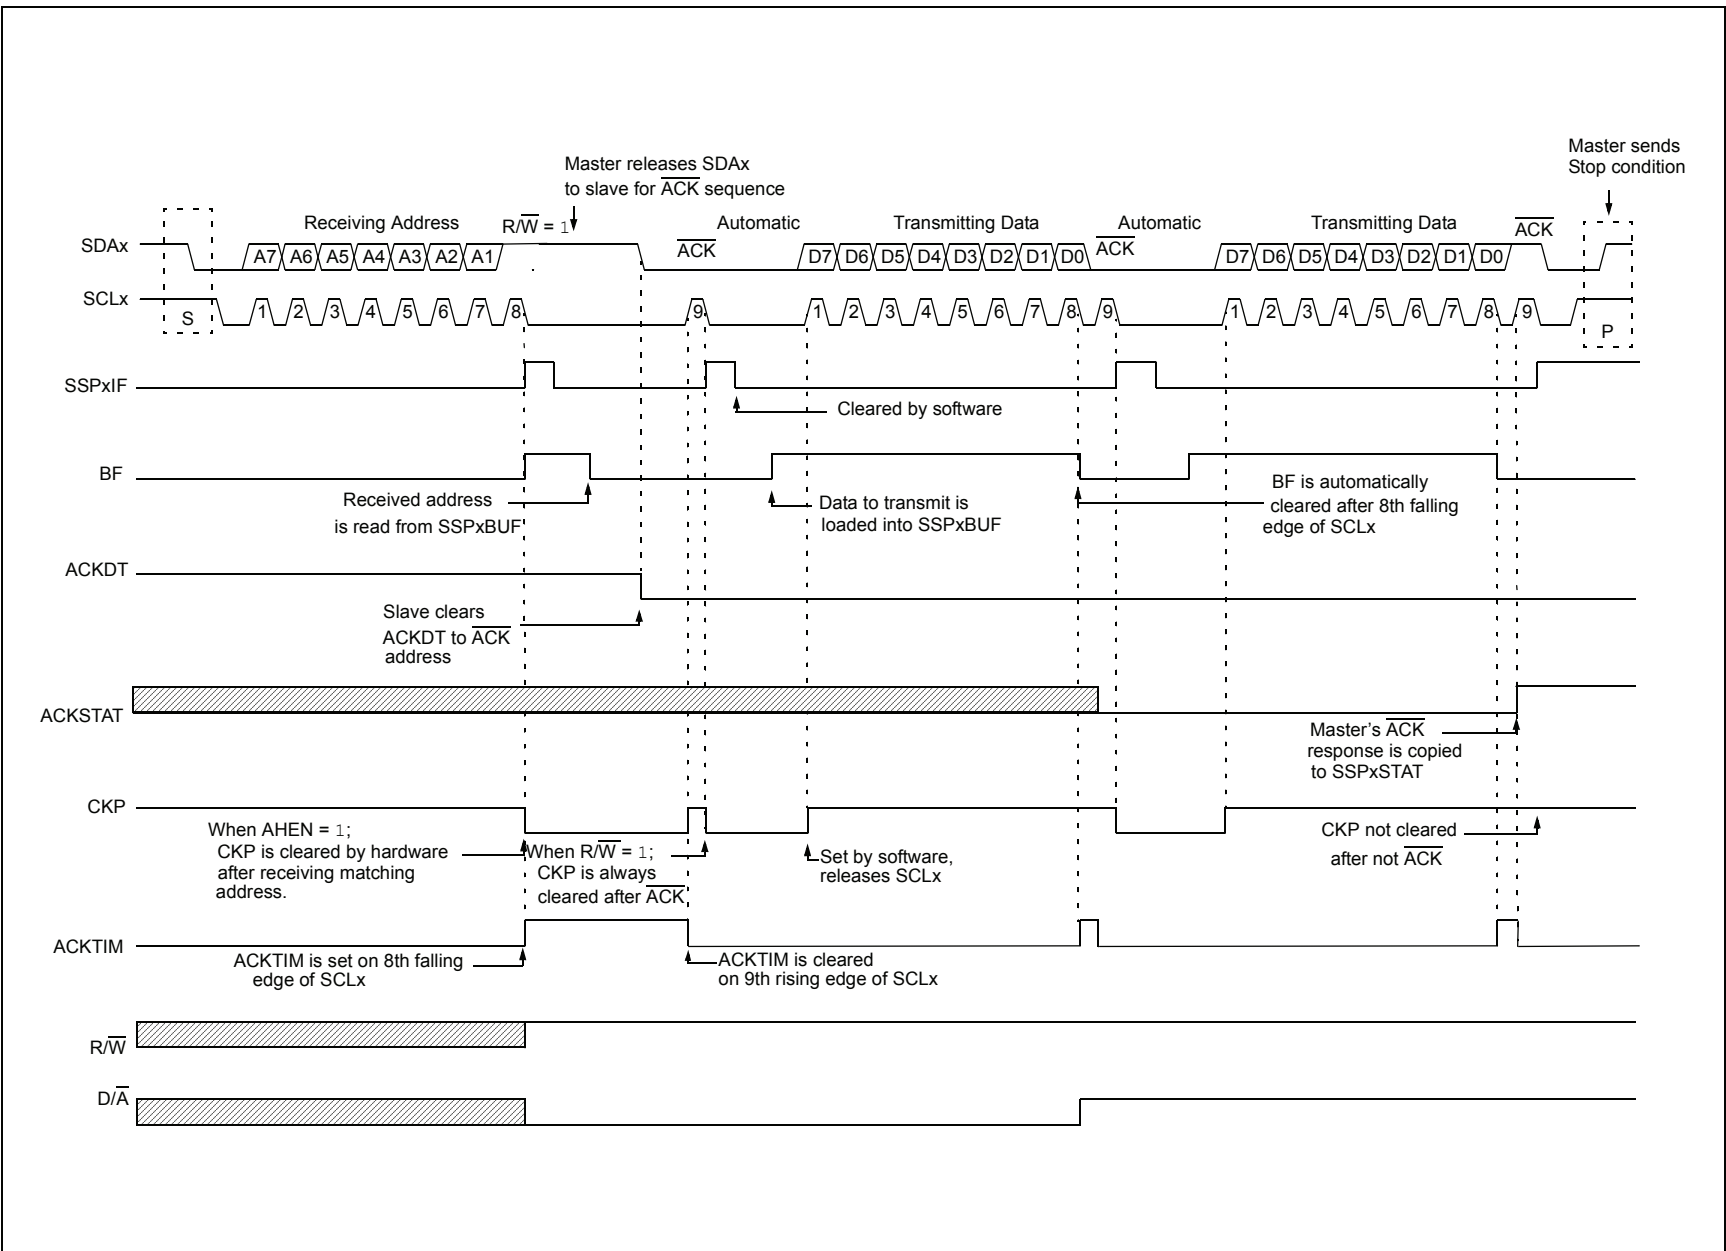 Master sends
Stop condition
Master releases SDAx
to slave for ACK sequence
Receiving Address
R/W = 1
Automatic
Transmitting Data
Automatic
Transmitting Data
ACK
SDAx
A7 A6 A5 A4 A3 A2 A1
ACK
D7 D6 D5 D4 D3 D2 D1 D0
ACK
D7 D6 D5 D4 D3 D2 D1 D0
SCLx
S
1 2 3 4 5 6 7 8 9
1 2 3 4 5 6 7 8 9
1 2 3 4 5 6 7 8 9
P
SSPxIF
Cleared by software
BF
Received address
is read from SSPxBUF
Data to transmit is
loaded into SSPxBUF
BF is automatically
cleared after 8th falling
edge of SCLx
ACKDT
Slave clears
ACKDT to ACK
address
ACKSTAT
Master's ACK
response is copied
to SSPxSTAT
CKP
When AHEN = 1;
CKP is cleared by hardware
after receiving matching
address.
When R/W = 1;
CKP is always
cleared after ACK
Set by software,
releases SCLx
CKP not cleared
after not ACK
ACKTIM
ACKTIM is set on 8th falling
edge of SCLx
ACKTIM is cleared
on 9th rising edge of SCLx
R/W
D/A